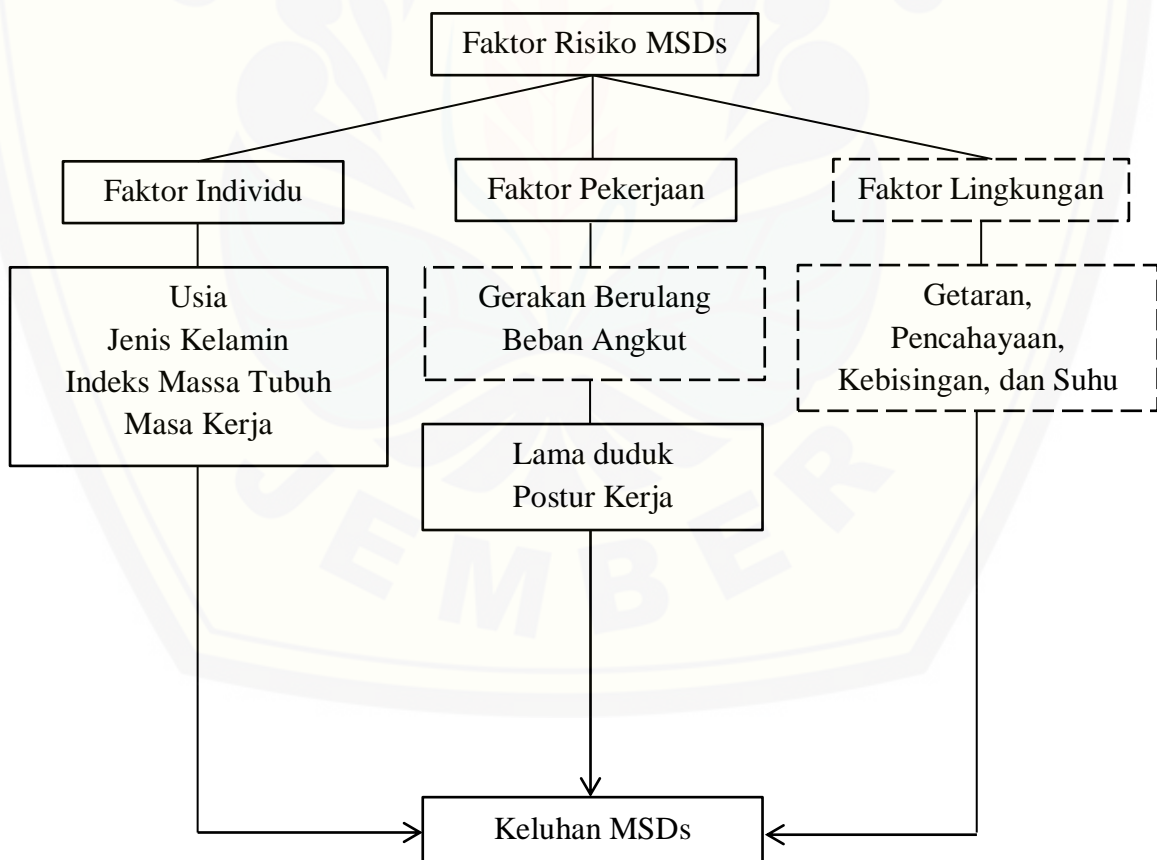 Faktor Risiko MSDs
Faktor Individu
Faktor Pekerjaan
Faktor Lingkungan
Usia
Jenis Kelamin
Indeks Massa Tubuh
Masa Kerja
Gerakan Berulang
Beban Angkut
Getaran,
Pencahayaan,
Kebisingan, dan Suhu
Lama duduk
Postur Kerja
JEMBER
Keluhan MSDs